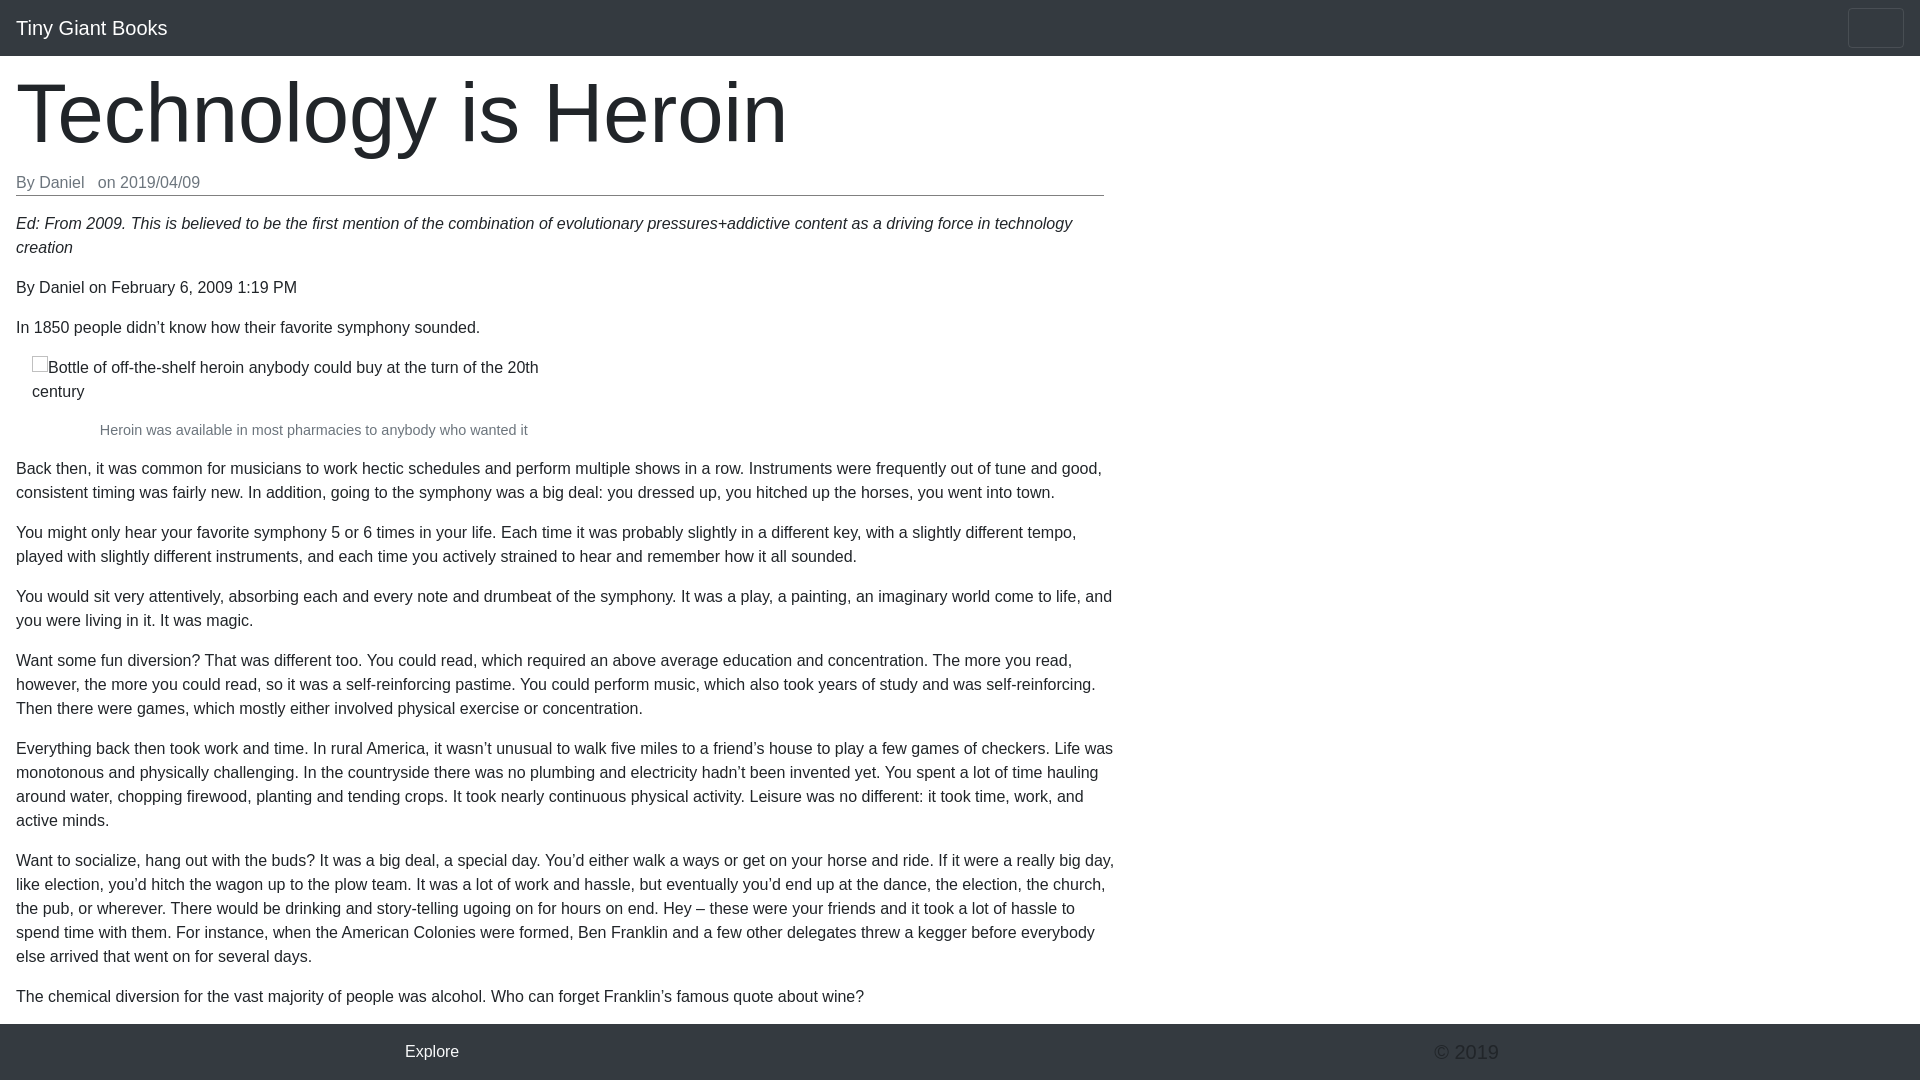 Tiny Giant Books
Technology is Heroin
By Daniel on 2019/04/09
Ed: From 2009. This is believed to be the first mention of the combination of evolutionary pressures+addictive content as a driving force in technology
creation
By Daniel on February 6, 2009 1:19 PM
In 1850 people didn’t know how their favorite symphony sounded.
Bottle of off-the-shelf heroin anybody could buy at the turn of the 20th
century
Heroin was available in most pharmacies to anybody who wanted it
Back then, it was common for musicians to work hectic schedules and perform multiple shows in a row. Instruments were frequently out of tune and good,
consistent timing was fairly new. In addition, going to the symphony was a big deal: you dressed up, you hitched up the horses, you went into town.
You might only hear your favorite symphony 5 or 6 times in your life. Each time it was probably slightly in a different key, with a slightly different tempo,
played with slightly different instruments, and each time you actively strained to hear and remember how it all sounded.
You would sit very attentively, absorbing each and every note and drumbeat of the symphony. It was a play, a painting, an imaginary world come to life, and
you were living in it. It was magic.
Want some fun diversion? That was different too. You could read, which required an above average education and concentration. The more you read,
however, the more you could read, so it was a self-reinforcing pastime. You could perform music, which also took years of study and was self-reinforcing.
Then there were games, which mostly either involved physical exercise or concentration.
Everything back then took work and time. In rural America, it wasn’t unusual to walk five miles to a friend’s house to play a few games of checkers. Life was
monotonous and physically challenging. In the countryside there was no plumbing and electricity hadn’t been invented yet. You spent a lot of time hauling
around water, chopping firewood, planting and tending crops. It took nearly continuous physical activity. Leisure was no different: it took time, work, and
active minds.
Want to socialize, hang out with the buds? It was a big deal, a special day. You’d either walk a ways or get on your horse and ride. If it were a really big day,
like election, you’d hitch the wagon up to the plow team. It was a lot of work and hassle, but eventually you’d end up at the dance, the election, the church,
the pub, or wherever. There would be drinking and story-telling ugoing on for hours on end. Hey – these were your friends and it took a lot of hassle to
spend time with them. For instance, when the American Colonies were formed, Ben Franklin and a few other delegates threw a kegger before everybody
else arrived that went on for several days.
The chemical diversion for the vast majority of people was alcohol. Who can forget Franklin’s famous quote about wine?
Explore
© 2019